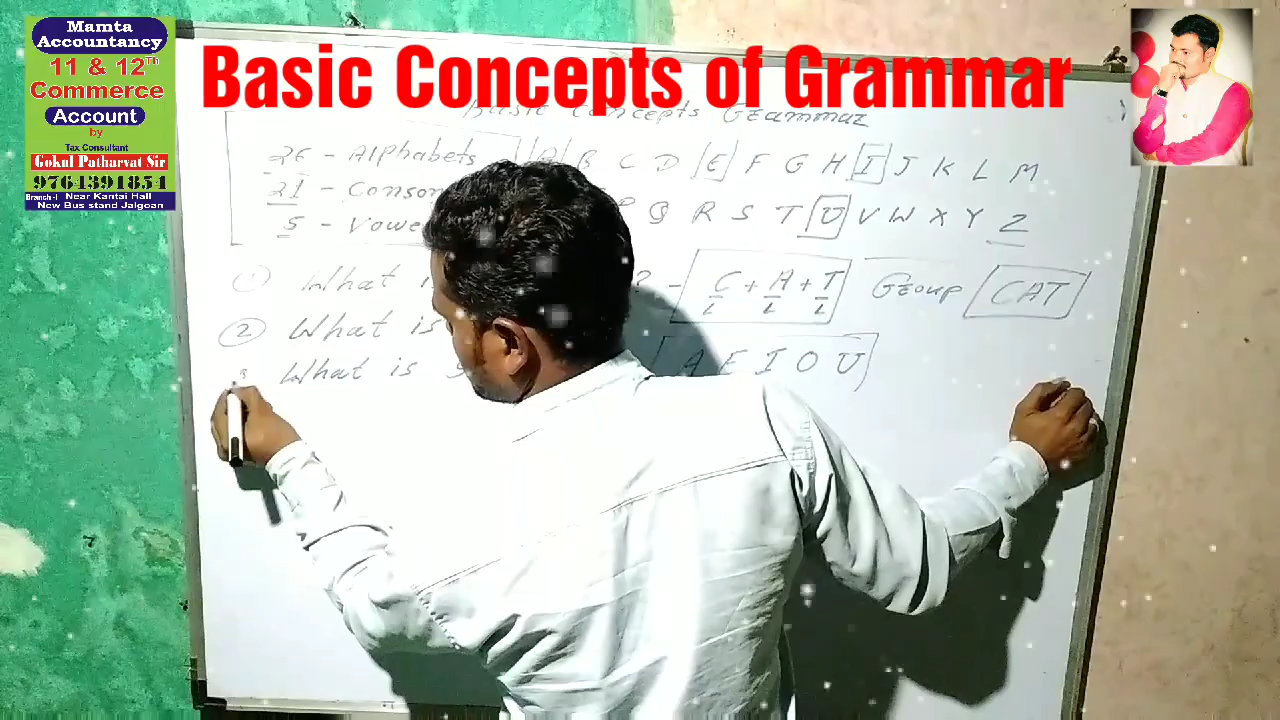 Mamta
Accountancy
11 & 12Th
Commerce
Account
by
Tax Consultant
Gokul Patharvat Sir
9764391854
Branch-I Near Kantai Hall
New Bus stand Jalgoan
Basic Concepts of Grammar
Basic Concepts Grammar
26 - Alphabets A B C D E F G H I J K L M
21 - Q R S T U V W X Y Z
5 -
1 What ? - C + A + T Group CAT
L L L
2 What is A E I O U
3 What is